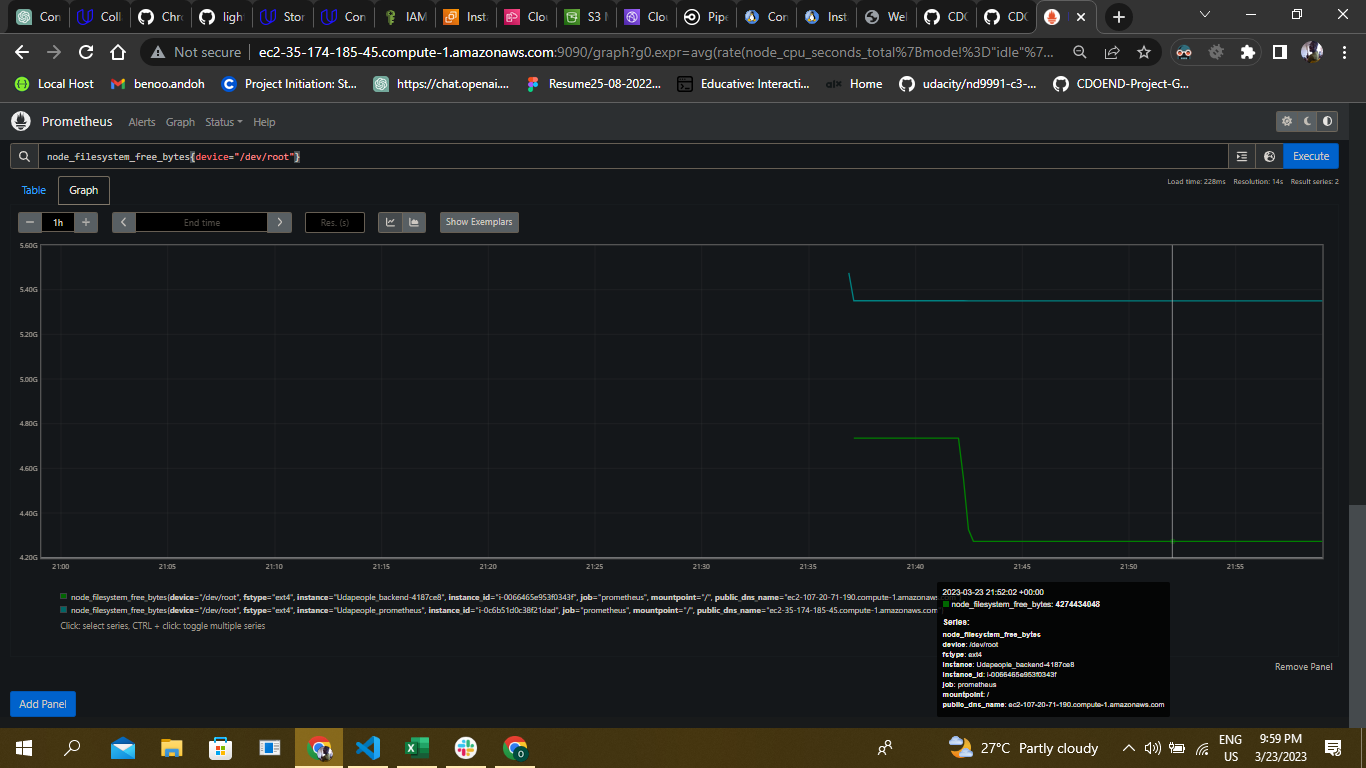 Con
Coll
Chro
ligh
Stor
Con
IAM
Inst
Clou
S3 M
Clou
Pipe
Con
Inst
Wel
CDO
CDO
Not secure | ec2-35-174-185-45.compute-1.amazonaws.com:9090/graph?g0.expr=avg(rate(node_cpu_seconds_total%7Bmodel%3D"idle"%7...
Local Host
benoo.andoh
Project Initiation: St...
https://chat.openai....
Resume25-08-2022...
Educative: Interacti...
alx
Home
udacity/nd9991-c3-...
CDOEND-Project-G...
Prometheus Alerts Graph Status Help
node_filesystem_free_bytes{device="/dev/root"}
Execute
Load time: 228ms Resolution: 14s Result series: 2
Table
Graph
1h
End time
Res. (s)
Show Exemplars
5.60G
5.40G
5.20G
5.00G
4.80G
4.60G
4.40G
4.20G
21:00 21:05 21:10 21:15 21:20 21:25 21:30 21:35 21:40 21:45 21:50 21:55
node_filesystem_free_bytes{device="/dev/root", fstype="ext4", instance="Udapeople_backend-4187ce8", instance_id="i-0066465e953f0343f", job="prometheus", mountpoint="/", public_dns_name="ec2-107-20-71-190.compute-1.amazonaws
node_filesystem_free_bytes{device="/dev/root", fstype="ext4", instance="Udapeople_prometheus", instance_id="i-0c6b51d0c38f21dad", job="prometheus", mountpoint="/", public_dns_name="ec2-35-174-185-45.compute-1.amazonaws.com
Click: select series, CTRL + click: toggle multiple series
2023-03-23 21:52:02 +00:00
node_filesystem_free_bytes: 4274434048
Series:
node_filesystem_free_bytes
device: /dev/root
fstype: ext4
instance: Udapeople_backend-4187ce8
instance_id: i-0066465e953f0343f
job: prometheus
mountpoint: /
public_dns_name: ec2-107-20-71-190.compute-1.amazonaws.com
Remove Panel
Add Panel
27°C Partly cloudy
ENG
US
9:59 PM
3/23/2023